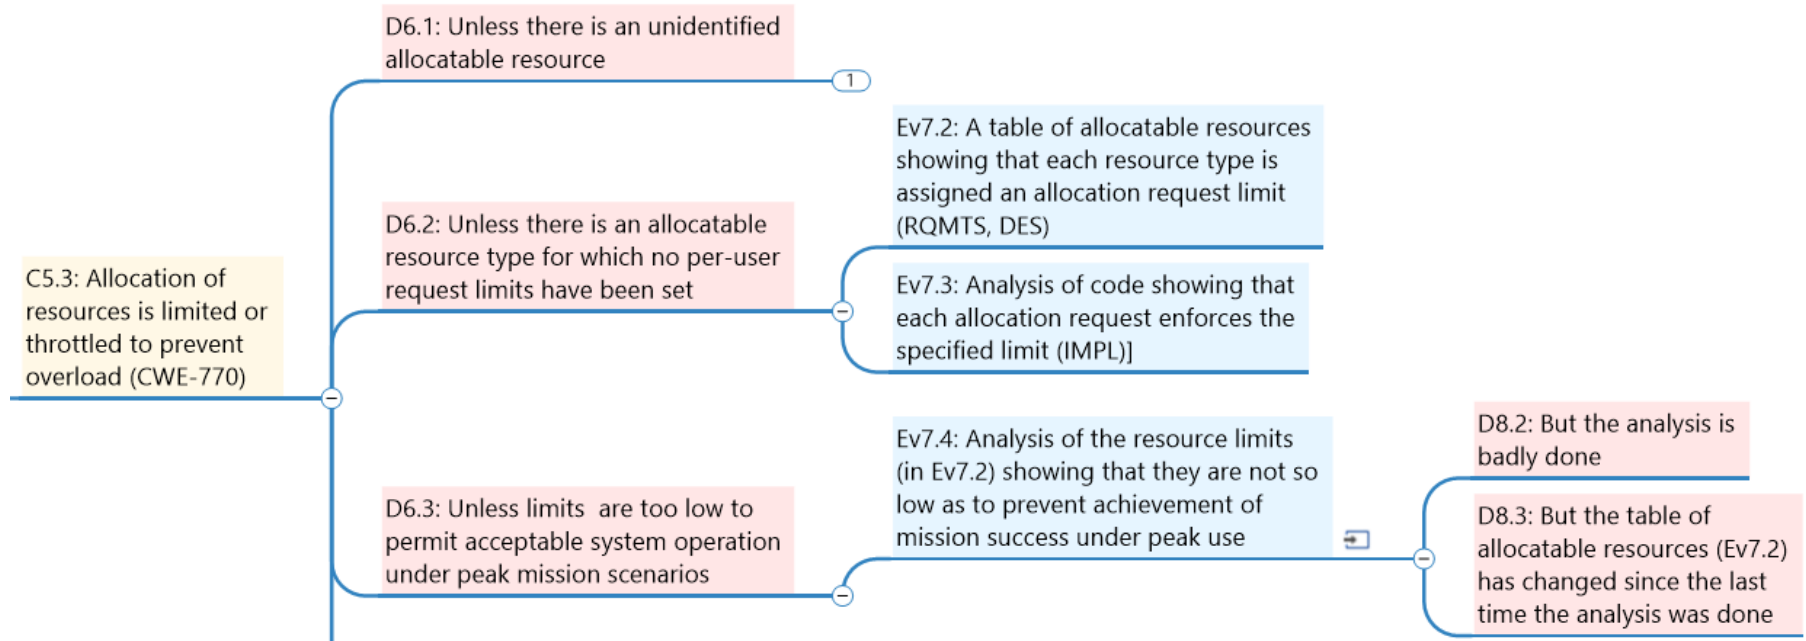 D6.1: Unless there is an unidentified
allocatable resource
1
Ev7.2: A table of allocatable resources
showing that each resource type is
assigned an allocation request limit
(RQMTS, DES)
D6.2: Unless there is an allocatable
resource type for which no per-user
request limits have been set
C5.3: Allocation of
resources is limited or
throttled to prevent
overload (CWE-770)
Ev7.3: Analysis of code showing that
each allocation request enforces the
specified limit (IMPL)]
Ev7.4: Analysis of the resource limits
(in Ev7.2) showing that they are not so
low as to prevent achievement of
mission success under peak use
D8.2: But the analysis is
badly done
D6.3: Unless limits  are too low to
permit acceptable system operation
under peak mission scenarios
D8.3: But the table of
allocatable resources (Ev7.2)
has changed since the last
time the analysis was done